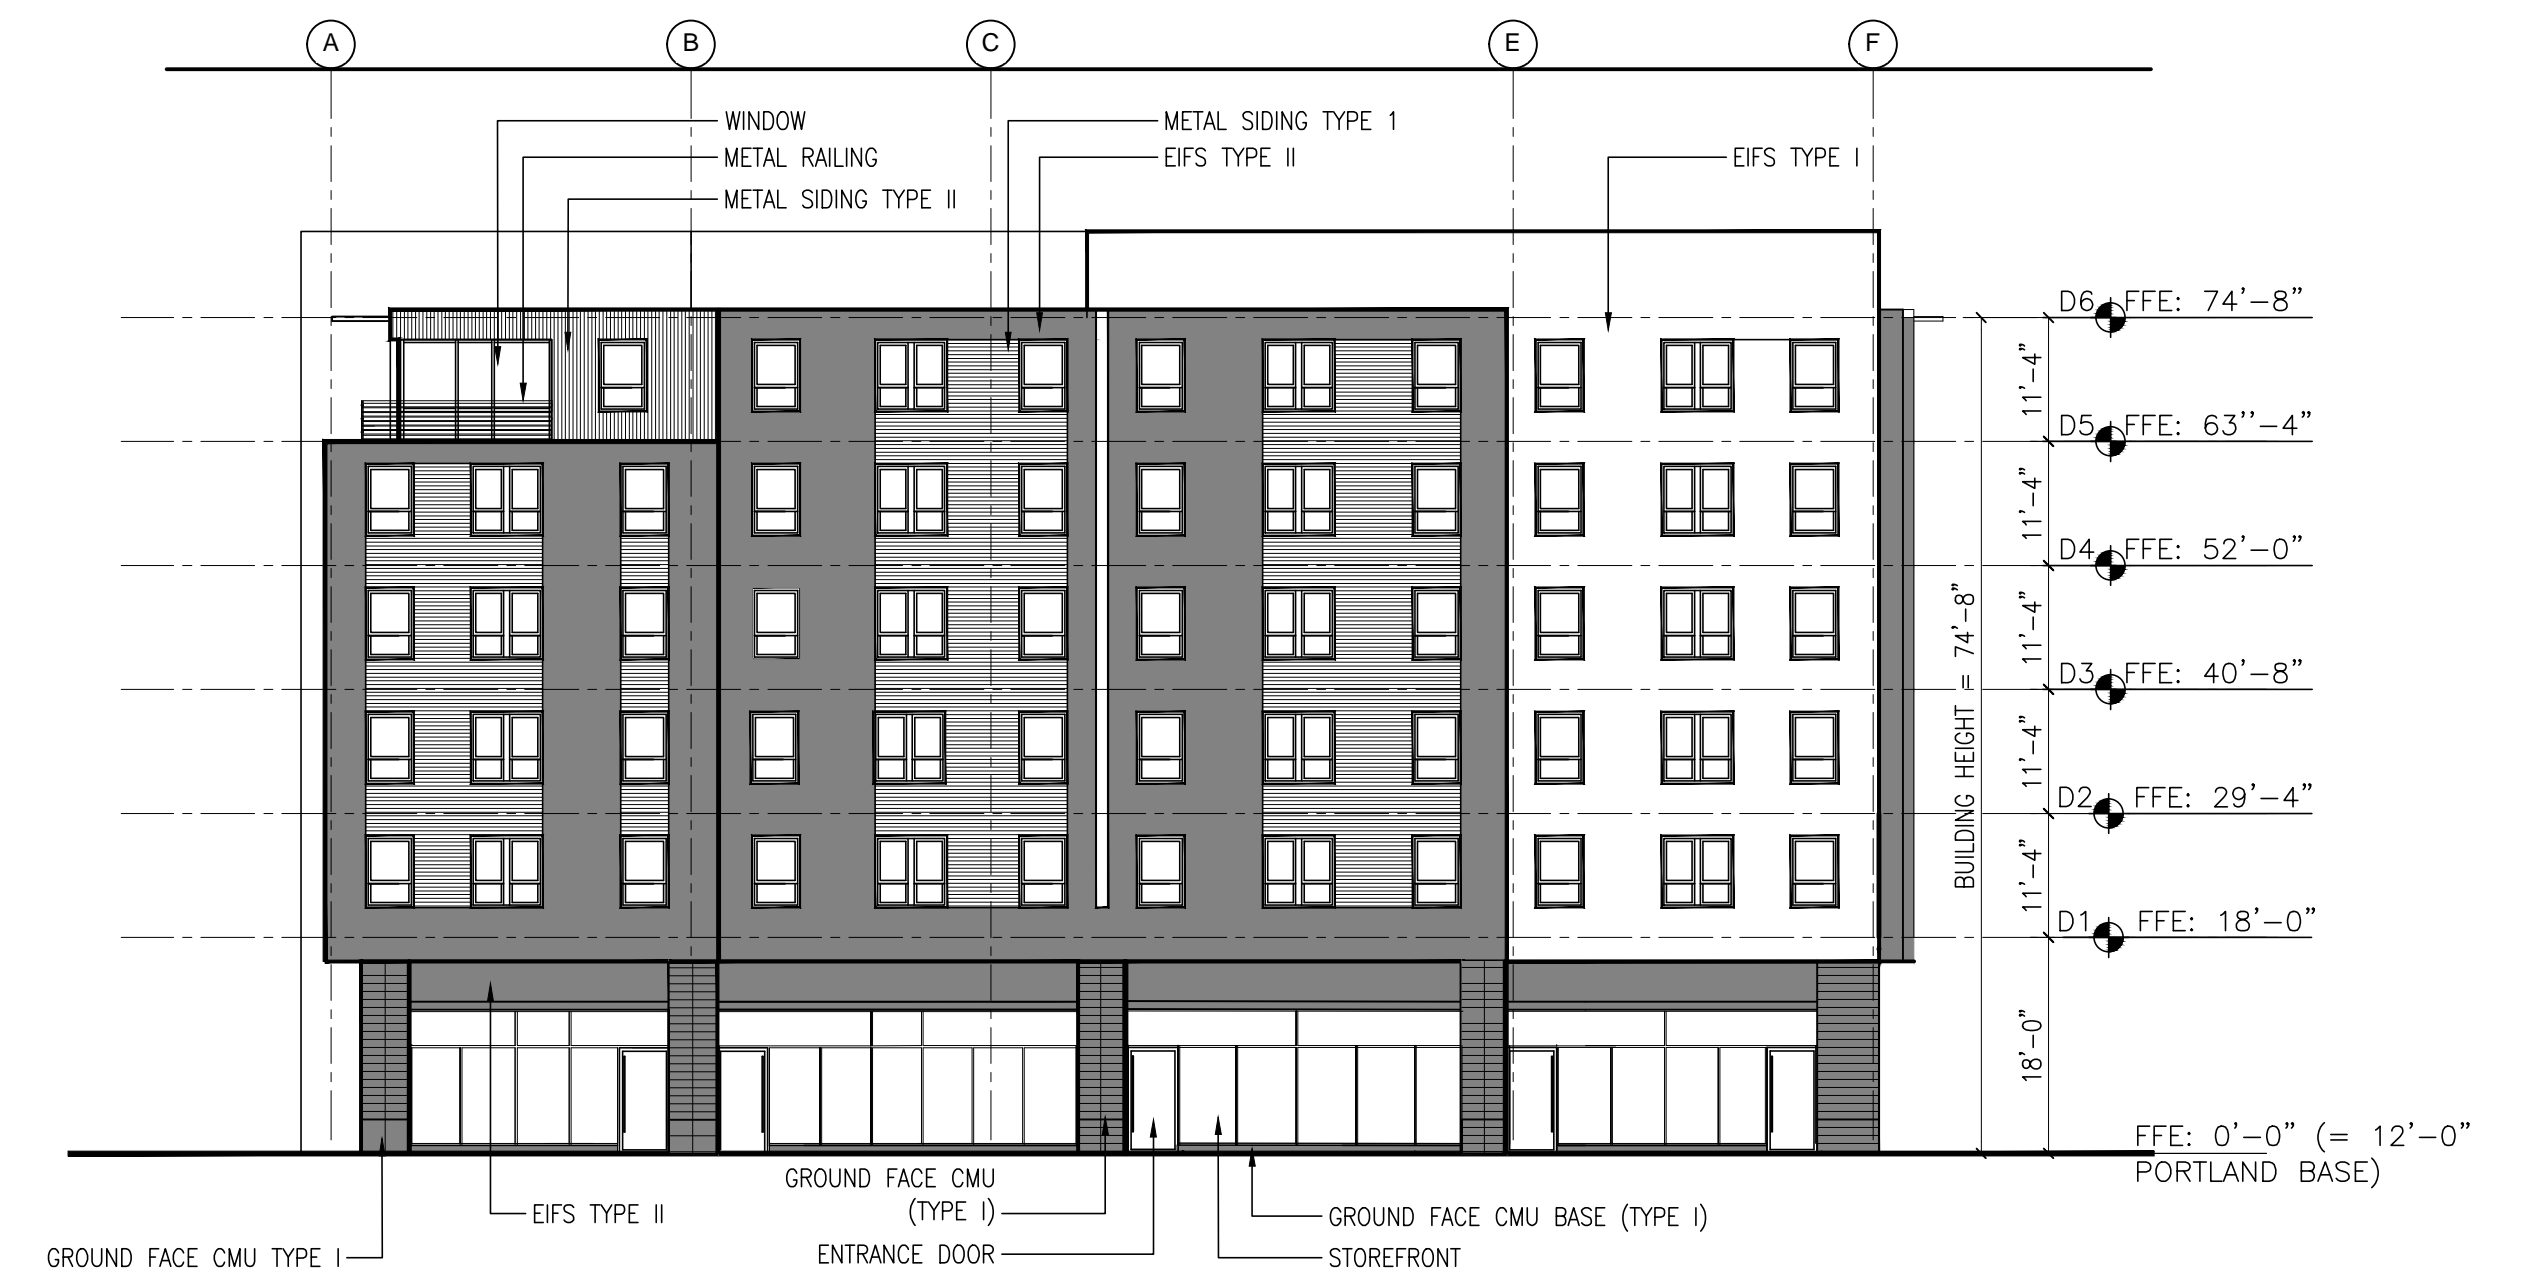 A B C E F
WINDOW
METAL RAILING
METAL SIDING TYPE II
METAL SIDING TYPE 1
EIFS TYPE II
EIFS TYPE I
D6 FFE: 74'-8"
11'-4"
D5 FFE: 63''-4"
11'-4"
D4 FFE: 52'-0"
11'-4"
D3 FFE: 40'-8"
11'-4"
D2 FFE: 29'-4"
11'-4"
D1 FFE: 18'-0"
18'-0"
BUILDING HEIGHT = 74'-8"
FFE: 0'-0" (= 12'-0"
PORTLAND BASE)
GROUND FACE CMU
(TYPE I)
EIFS TYPE II
GROUND FACE CMU BASE (TYPE I)
GROUND FACE CMU TYPE I
ENTRANCE DOOR
STOREFRONT